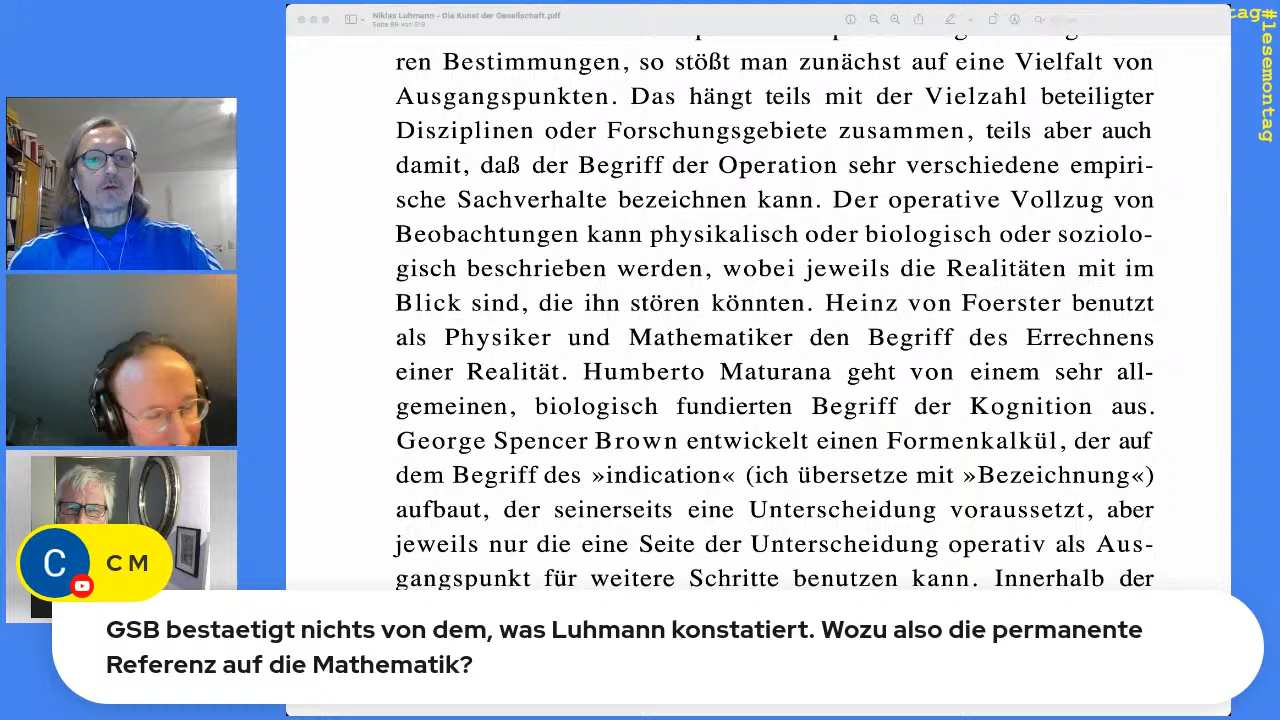 Niklas Luhmann - Die Kunst der Gesellschaft.pdf
Seite 99 von 519
tag#lesemontag
ren Bestimmungen, so stößt man zunächst auf eine Vielfalt von
Ausgangspunkten. Das hängt teils mit der Vielzahl beteiligter
Disziplinen oder Forschungsgebiete zusammen, teils aber auch
damit, daß der Begriff der Operation sehr verschiedene empiri-
sche Sachverhalte bezeichnen kann. Der operative Vollzug von
Beobachtungen kann physikalisch oder biologisch oder soziolo-
gisch beschrieben werden, wobei jeweils die Realitäten mit im
Blick sind, die ihn stören könnten. Heinz von Foerster benutzt
als Physiker und Mathematiker den Begriff des Errechnens
einer Realität. Humberto Maturana geht von einem sehr all-
gemeinen, biologisch fundierten Begriff der Kognition aus.
George Spencer Brown entwickelt einen Formenkalkül, der auf
dem Begriff des »indication« (ich übersetze mit »Bezeichnung«)
aufbaut, der seinerseits eine Unterscheidung voraussetzt, aber
jeweils nur die eine Seite der Unterscheidung operativ als Aus-
gangspunkt für weitere Schritte benutzen kann. Innerhalb der
C
C M
GSB bestaetigt nichts von dem, was Luhmann konstatiert. Wozu also die permanente
Referenz auf die Mathematik?